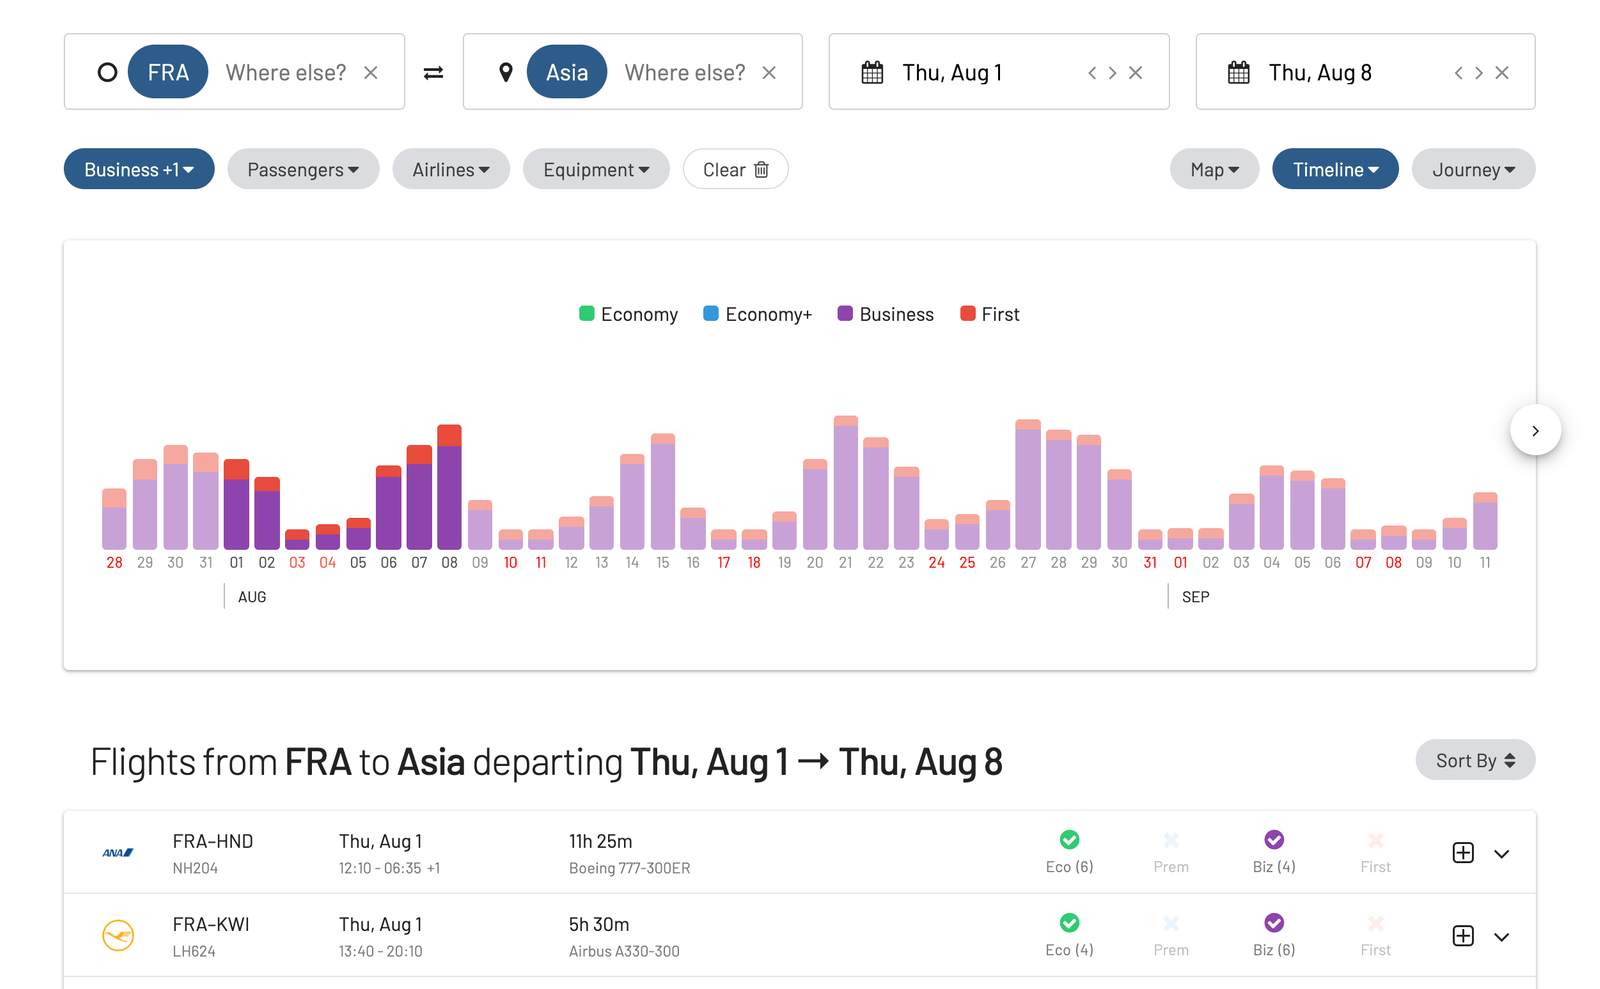 FRA Where else? Asia Where else? Thu, Aug 1 Thu, Aug 8
Business +1 Passengers Airlines Equipment Clear Map Timeline Journey
Economy Economy+ Business First
28 29 30 31 01 02 03 04 05 06 07 08 09 10 11 12 13 14 15 16 17 18 19 20 21 22 23 24 25 26 27 28 29 30 31 01 02 03 04 05 06 07 08 09 10 11
AUG SEP
Flights from FRA to Asia departing Thu, Aug 1 → Thu, Aug 8 Sort By
ANA FRA–HND Thu, Aug 1 11h 25m
NH204 12:10 - 06:35 +1 Boeing 777-300ER Eco (6) Prem Biz (4) First
FRA–KWI Thu, Aug 1 5h 30m
LH624 13:40 - 20:10 Airbus A330-300 Eco (4) Prem Biz (6) First